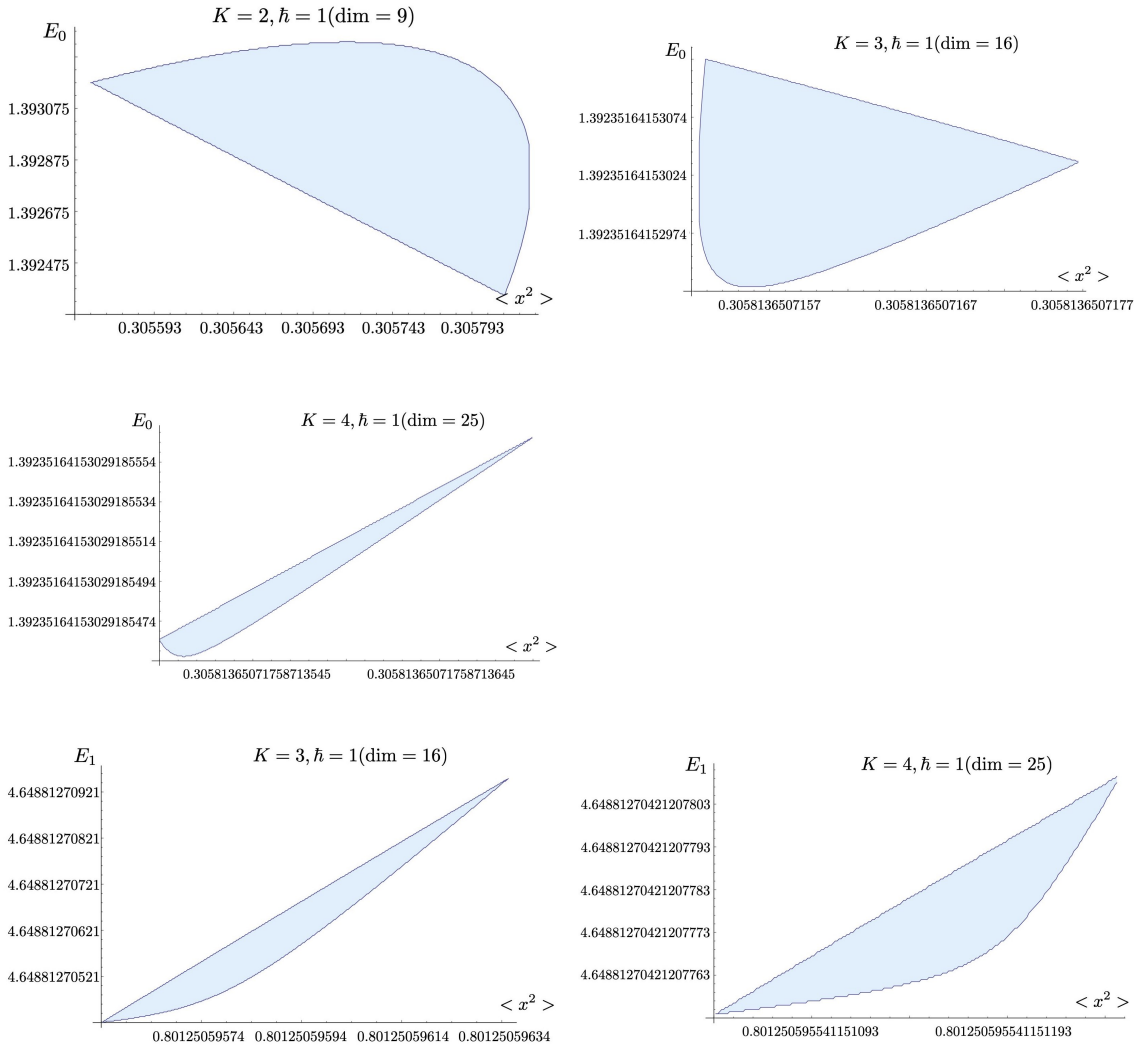 K = 2, ħ = 1(dim = 9)
E₀
1.393075
1.392875
1.392675
1.392475
< x² >
0.305593 0.305643 0.305693 0.305743 0.305793
K = 3, ħ = 1(dim = 16)
E₀
1.39235164153074
1.39235164153024
1.39235164152974
< x² >
0.3058136507157 0.3058136507167 0.3058136507177
K = 4, ħ = 1(dim = 25)
E₀
1.39235164153029185554
1.39235164153029185534
1.39235164153029185514
1.39235164153029185494
1.39235164153029185474
< x² >
0.30581365071758713545 0.30581365071758713645
K = 3, ħ = 1(dim = 16)
E₁
4.64881270921
4.64881270821
4.64881270721
4.64881270621
4.64881270521
< x² >
0.80125059574 0.80125059594 0.80125059614 0.80125059634
K = 4, ħ = 1(dim = 25)
E₁
4.64881270421207803
4.64881270421207793
4.64881270421207783
4.64881270421207773
4.64881270421207763
< x² >
0.801250595541151093 0.801250595541151193